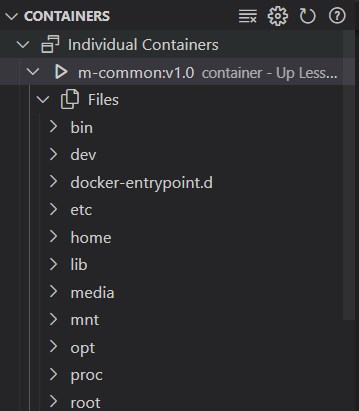 CONTAINERS
Individual Containers
m-common:v1.0 container - Up Less...
Files
bin
dev
docker-entrypoint.d
etc
home
lib
media
mnt
opt
proc
root